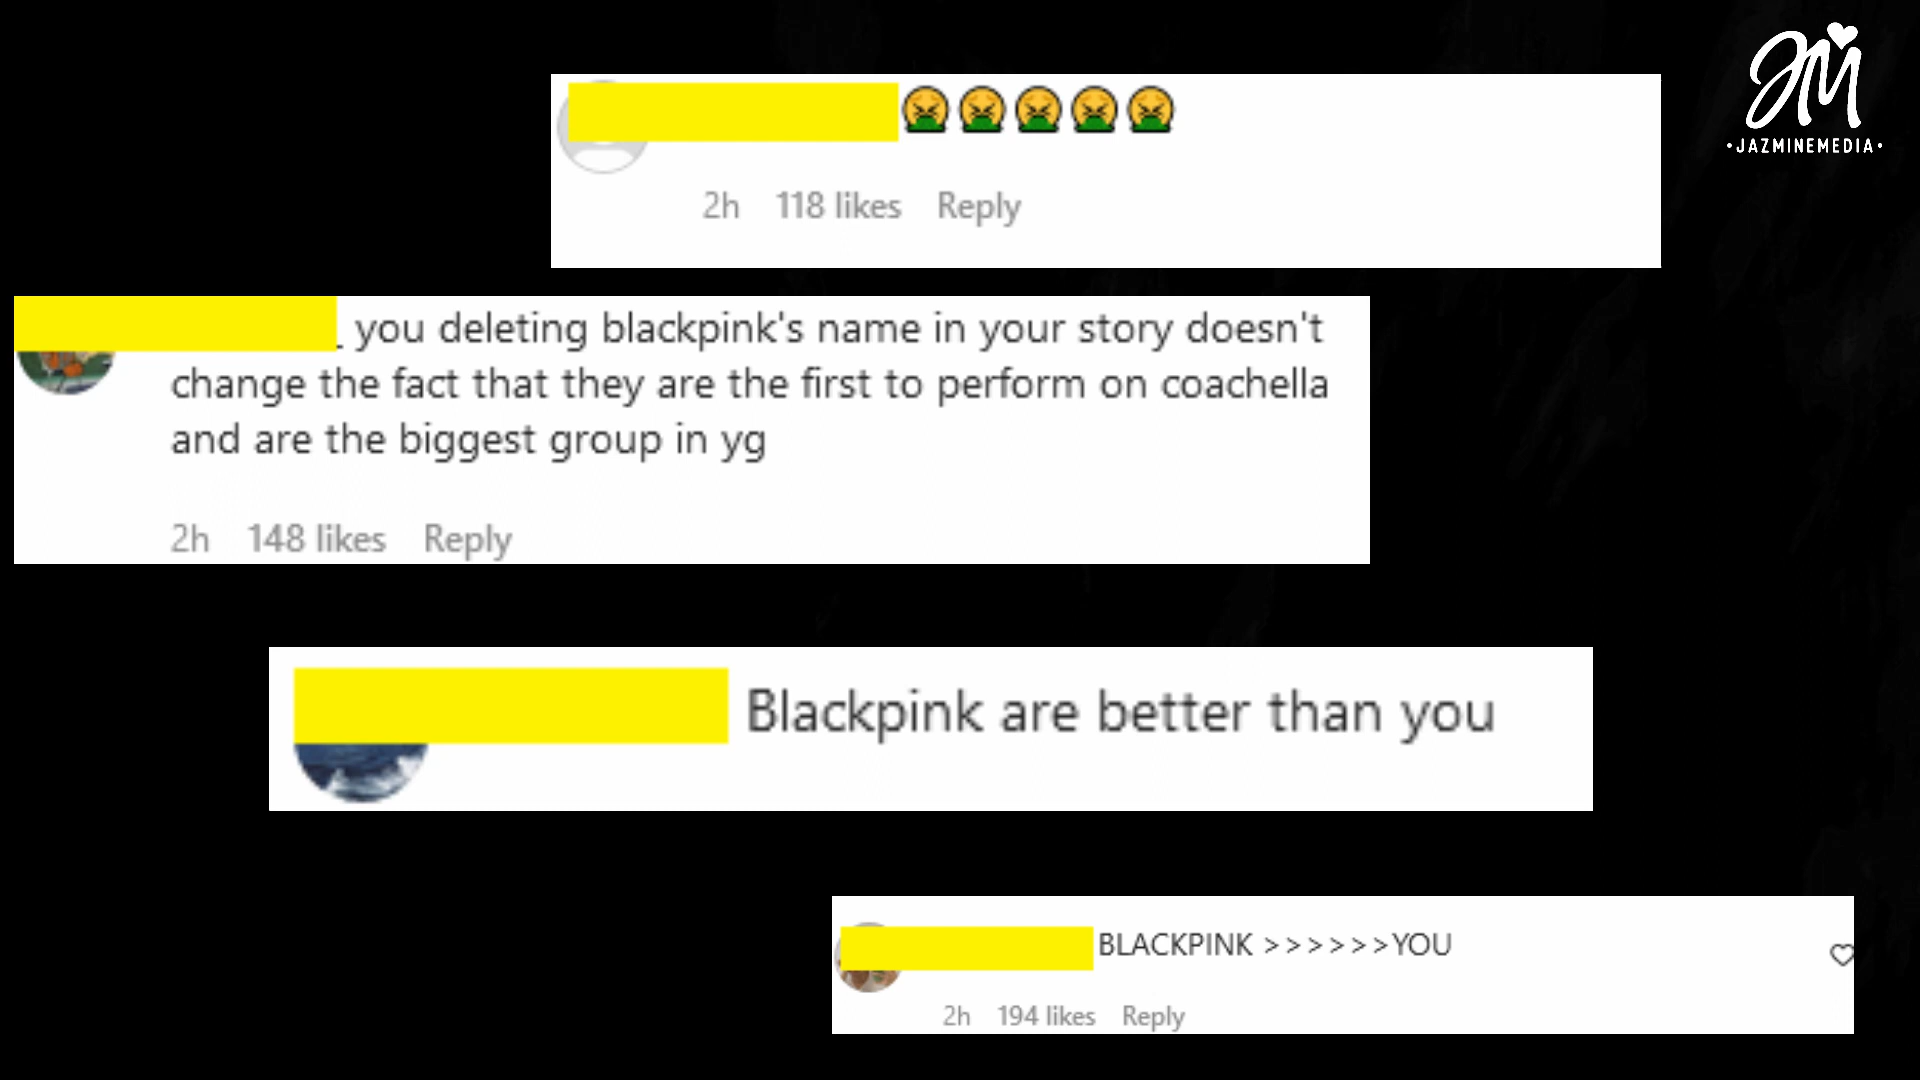 JM
•JAZMINEMEDIA•
🤮🤮🤮🤮🤮
2h 118 likes Reply
you deleting blackpink's name in your story doesn't
change the fact that they are the first to perform on coachella
and are the biggest group in yg
2h 148 likes Reply
Blackpink are better than you
BLACKPINK >>>>>>YOU
2h 194 likes Reply